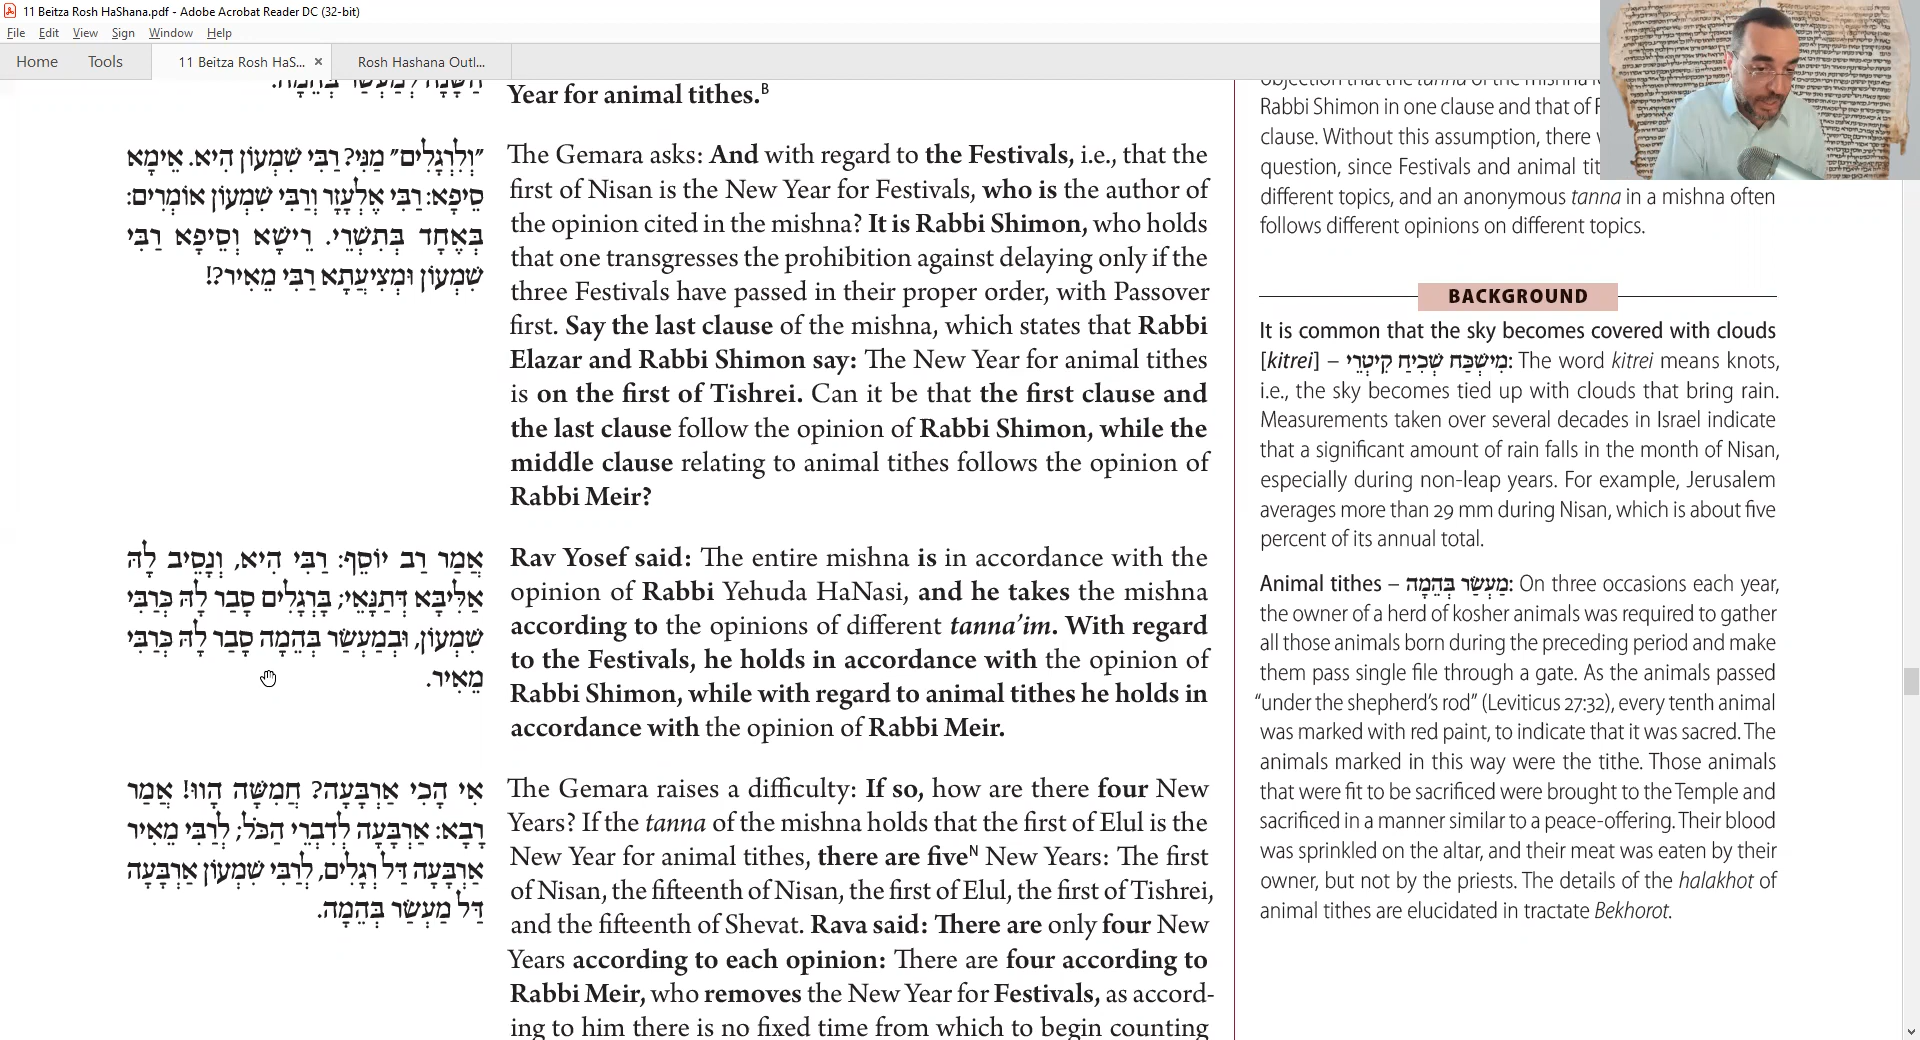 11 Beitza Rosh HaShana.pdf - Adobe Acrobat Reader DC (32-bit)
File Edit View Sign Window Help
Home Tools 11 Beitza Rosh HaS... × Rosh Hashana Outl...
הַשָּׁנָה לְמַעְשַׂר בְּהֵמָה.
״וְלִרְגָלִים״ מַנִּי? רַבִּי שִׁמְעוֹן הִיא. אֵימָא
סֵיפָא: רַבִּי אֶלְעָזָר וְרַבִּי שִׁמְעוֹן אוֹמְרִים:
בְּאֶחָד בְּתִשְׁרֵי. רֵישָׁא וְסֵיפָא רַבִּי
שִׁמְעוֹן וּמְצִיעֲתָא רַבִּי מֵאִיר?!
אֲמַר רַב יוֹסֵף: רַבִּי הִיא, וְנָסֵיב לָהּ
אַלִּיבָּא דְּתַנָּאֵי; בָּרְגָלִים סָבַר לָהּ כְּרַבִּי
שִׁמְעוֹן, וּבְמַעְשַׂר בְּהֵמָה סָבַר לָהּ כְּרַבִּי
מֵאִיר.
אִי הָכִי אַרְבָּעָה? חֲמִשָּׁה הָווּ! אֲמַר
רָבָא: אַרְבָּעָה לְדִבְרֵי הַכֹּל; לְרַבִּי מֵאִיר
אַרְבָּעָה דַּל רְגָלִים, לְרַבִּי שִׁמְעוֹן אַרְבָּעָה
דַּל מַעְשַׂר בְּהֵמָה.
Year for animal tithes.B
The Gemara asks: And with regard to the Festivals, i.e., that the
first of Nisan is the New Year for Festivals, who is the author of
the opinion cited in the mishna? It is Rabbi Shimon, who holds
that one transgresses the prohibition against delaying only if the
three Festivals have passed in their proper order, with Passover
first. Say the last clause of the mishna, which states that Rabbi
Elazar and Rabbi Shimon say: The New Year for animal tithes
is on the first of Tishrei. Can it be that the first clause and
the last clause follow the opinion of Rabbi Shimon, while the
middle clause relating to animal tithes follows the opinion of
Rabbi Meir?
Rav Yosef said: The entire mishna is in accordance with the
opinion of Rabbi Yehuda HaNasi, and he takes the mishna
according to the opinions of different tanna'im. With regard
to the Festivals, he holds in accordance with the opinion of
Rabbi Shimon, while with regard to animal tithes he holds in
accordance with the opinion of Rabbi Meir.
The Gemara raises a difficulty: If so, how are there four New
Years? If the tanna of the mishna holds that the first of Elul is the
New Year for animal tithes, there are fiveN New Years: The first
of Nisan, the fifteenth of Nisan, the first of Elul, the first of Tishrei,
and the fifteenth of Shevat. Rava said: There are only four New
Years according to each opinion: There are four according to
Rabbi Meir, who removes the New Year for Festivals, as accord-
ing to him there is no fixed time from which to begin counting
objection that the tanna of the mishna
Rabbi Shimon in one clause and that of
clause. Without this assumption, there
question, since Festivals and animal
different topics, and an anonymous tanna in a mishna often
follows different opinions on different topics.
BACKGROUND
It is common that the sky becomes covered with clouds
[kitrei] – מִישְׁכַּח שְׁכִיחַ קִיטְרֵי: The word kitrei means knots,
i.e., the sky becomes tied up with clouds that bring rain.
Measurements taken over several decades in Israel indicate
that a significant amount of rain falls in the month of Nisan,
especially during non-leap years. For example, Jerusalem
averages more than 29 mm during Nisan, which is about five
percent of its annual total.
Animal tithes – מַעְשַׂר בְּהֵמָה: On three occasions each year,
the owner of a herd of kosher animals was required to gather
all those animals born during the preceding period and make
them pass single file through a gate. As the animals passed
"under the shepherd's rod" (Leviticus 27:32), every tenth animal
was marked with red paint, to indicate that it was sacred. The
animals marked in this way were the tithe. Those animals
that were fit to be sacrificed were brought to the Temple and
sacrificed in a manner similar to a peace-offering. Their blood
was sprinkled on the altar, and their meat was eaten by their
owner, but not by the priests. The details of the halakhot of
animal tithes are elucidated in tractate Bekhorot.